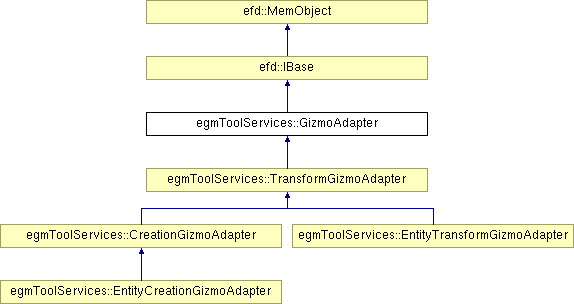 efd::MemObject
efd::IBase
egmToolServices::GizmoAdapter
egmToolServices::TransformGizmoAdapter
egmToolServices::CreationGizmoAdapter
egmToolServices::EntityTransformGizmoAdapter
egmToolServices::EntityCreationGizmoAdapter